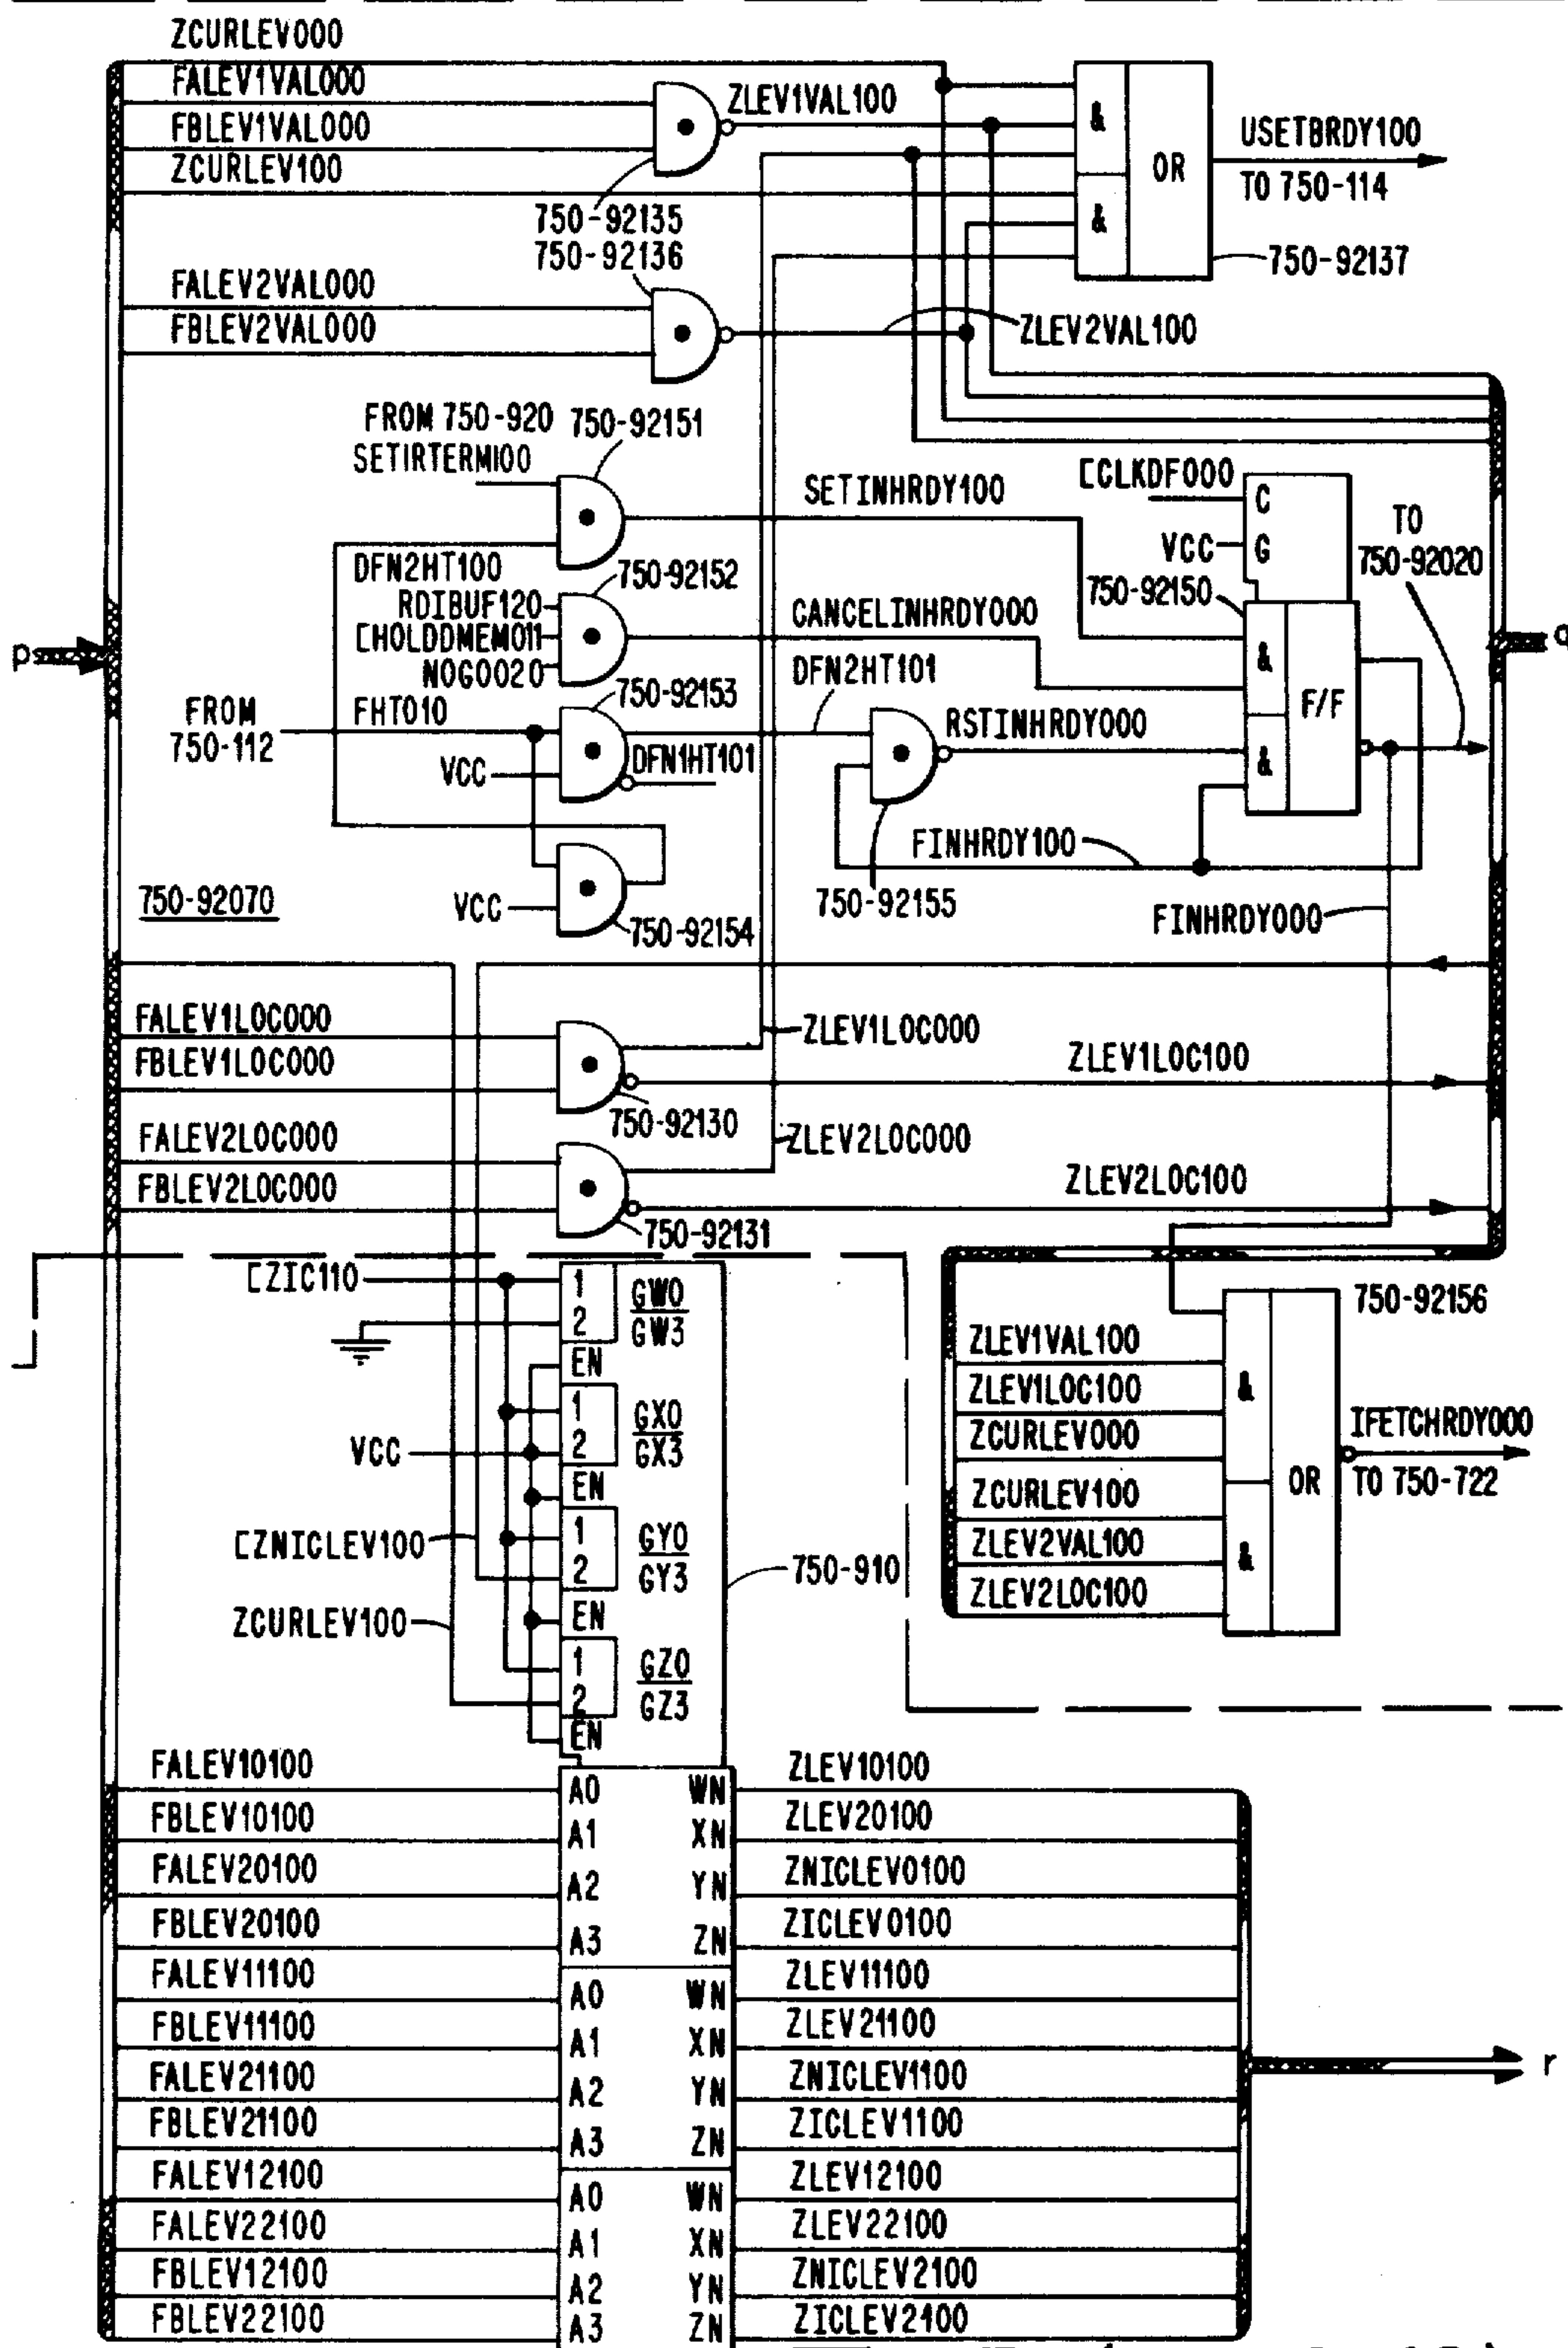 ZCURLEV000
FALEV1VAL000
FBLEV1VAL000
ZCURLEV100
ZLEV1VAL100
750-92135
750-92136
&
&
OR
USETBRDY100
TO 750-114
750-92137
FALEV2VAL000
FBLEV2VAL000
ZLEV2VAL100
FROM 750-920
SETIRTERM100
750-92151
SETINHRDY100
[CLKDF000
C
VCC
G
750-92150
TO
750-92020
DFN2HT100
750-92152
RDIBUF120
[HOLDDMEM011
NOGO020
CANCELINHRDY000
&
&
F/F
p
q
750-92153
DFN2HT101
FROM
750-112
FHT010
VCC
DFN1HT101
RSTINHRDY000
FINHRDY100
750-92155
750-92070
VCC
750-92154
FINHRDY000
FALEV1LOC000
FBLEV1LOC000
ZLEV1LOC000
ZLEV1LOC100
750-92130
FALEV2LOC000
FBLEV2LOC000
ZLEV2LOC000
ZLEV2LOC100
750-92131
[ZIC110
1
2
GW0
GW3
EN
1
2
GX0
GX3
VCC
EN
1
2
GY0
GY3
[ZNICLEV100
EN
ZCURLEV100
1
2
GZ0
GZ3
EN
750-910
750-92156
ZLEV1VAL100
ZLEV1LOC100
ZCURLEV000
ZCURLEV100
ZLEV2VAL100
ZLEV2LOC100
&
&
OR
IFETCHRDY000
TO 750-722
FALEV10100 A0 WN ZLEV10100
FBLEV10100 A1 XN ZLEV20100
FALEV20100 A2 YN ZNICLEV0100
FBLEV20100 A3 ZN ZICLEV0100
FALEV11100 A0 WN ZLEV11100
FBLEV11100 A1 XN ZLEV21100
FALEV21100 A2 YN ZNICLEV1100
FBLEV21100 A3 ZN ZICLEV1100
FALEV12100 A0 WN ZLEV12100
FALEV22100 A1 XN ZLEV22100
FBLEV12100 A2 YN ZNICLEV2100
FBLEV22100 A3 ZN ZICLEV2100
r